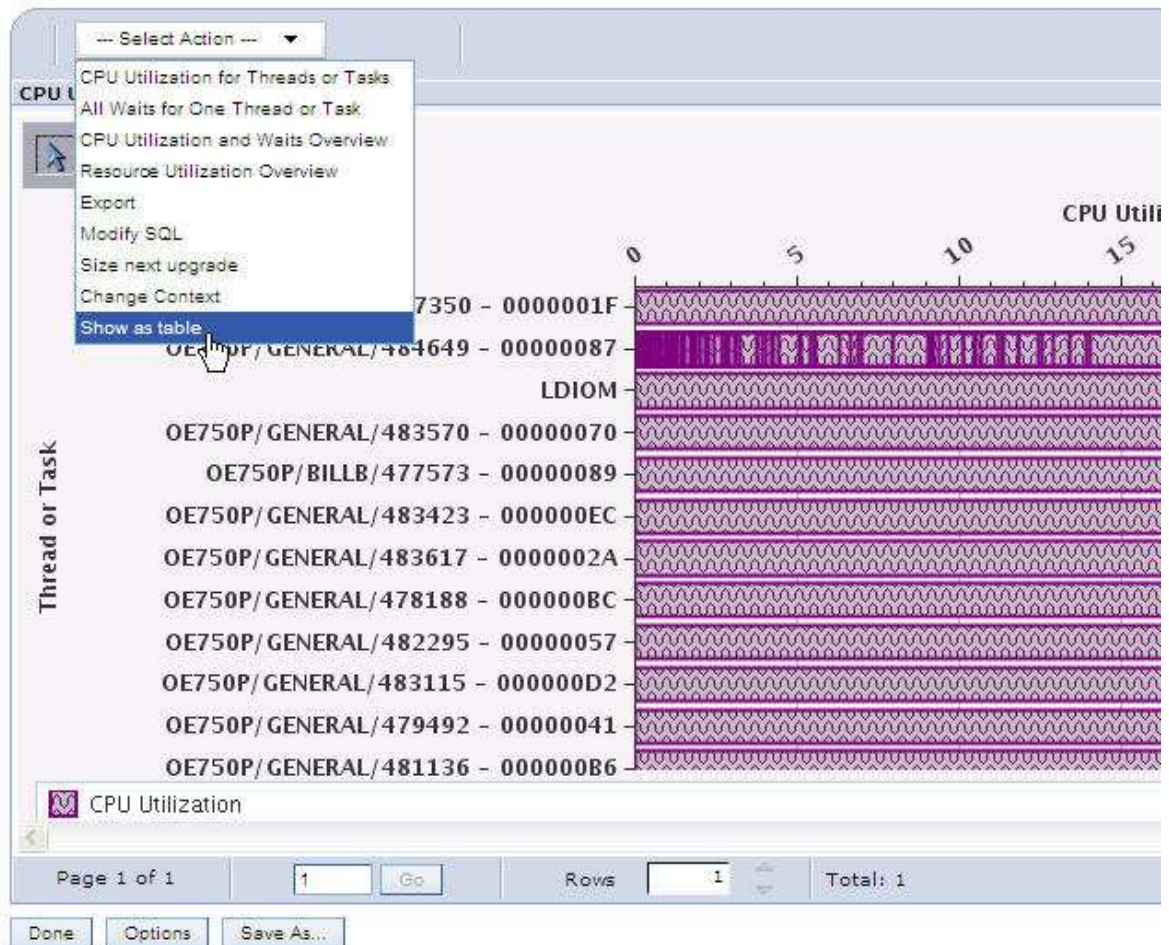 --- Select Action ---
CPU Utilization for Threads or Tasks
CPU U
All Waits for One Thread or Task
CPU Utilization and Waits Overview
Resource Utilization Overview
Export
Modify SQL
Size next upgrade
Change Context
Show as table
CPU Utili
0 5 10 15
7350 - 0000001F
OE750P/GENERAL/484649 - 00000087
LDIOM
OE750P/GENERAL/483570 - 00000070
OE750P/BILLB/477573 - 00000089
OE750P/GENERAL/483423 - 000000EC
OE750P/GENERAL/483617 - 0000002A
OE750P/GENERAL/478188 - 000000BC
OE750P/GENERAL/482295 - 00000057
OE750P/GENERAL/483115 - 000000D2
OE750P/GENERAL/479492 - 00000041
OE750P/GENERAL/481136 - 000000B6
Thread or Task
CPU Utilization
Page 1 of 1 1 Go Rows 1 Total: 1
Done Options Save As...